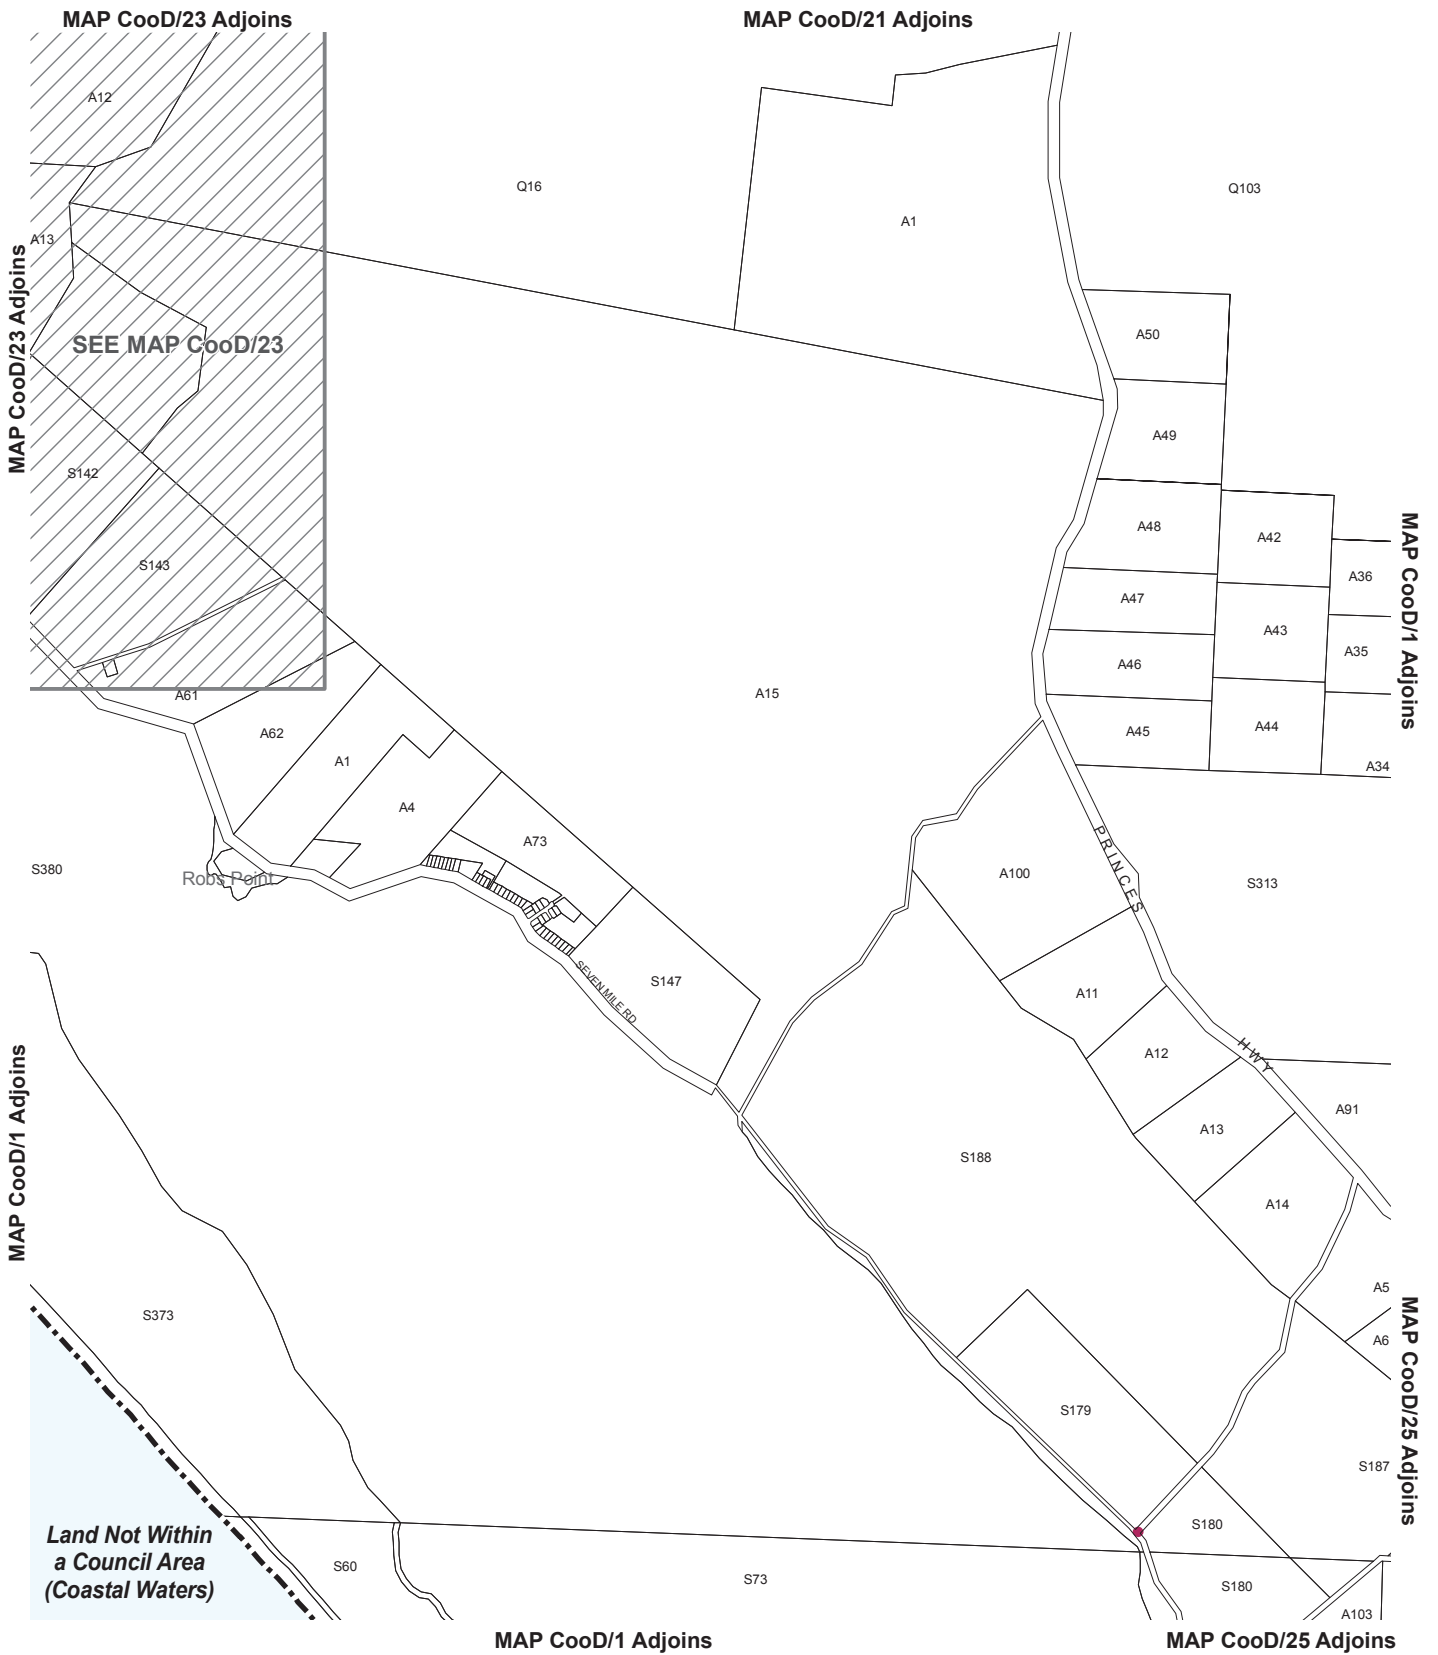 MAP CooD/23 Adjoins
MAP CooD/21 Adjoins
A12
Q16
Q103
A1
A13
MAP CooD/23 Adjoins
SEE MAP CooD/23
A50
A49
S142
A48
A42
MAP CooD/1 Adjoins
S143
A36
A47
A43
A35
A46
A61
A15
A62
A45
A44
A1
A34
A4
A73
PRINCES
S380
Robs Point
A100
S313
S147
SEVEN MILE RD
A11
HWY
A12
A91
MAP CooD/1 Adjoins
A13
S188
A14
A5
S373
A6
MAP CooD/25 Adjoins
S179
S187
S180
Land Not Within
a Council Area
(Coastal Waters)
S60
S73
S180
A103
MAP CooD/1 Adjoins
MAP CooD/25 Adjoins